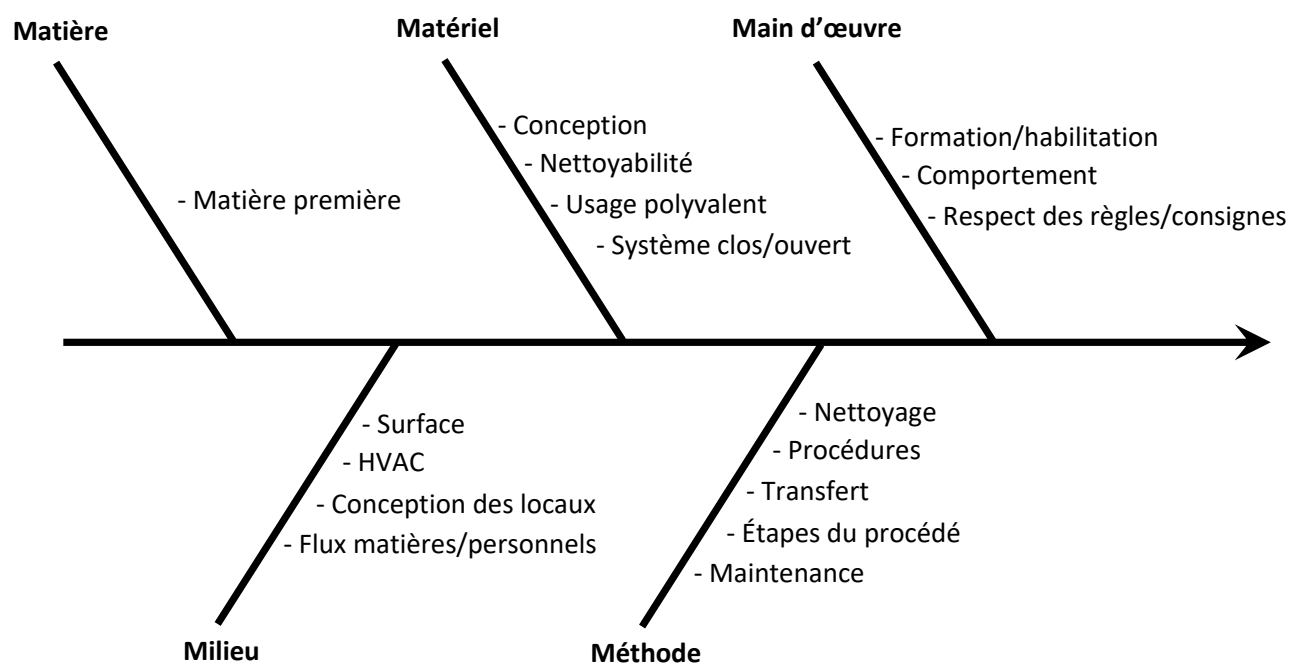 Matière
Matériel
Main d’œuvre
- Matière première
- Conception
- Nettoyabilité
- Usage polyvalent
- Système clos/ouvert
- Formation/habilitation
- Comportement
- Respect des règles/consignes
- Surface
- HVAC
- Conception des locaux
- Flux matières/personnels
- Nettoyage
- Procédures
- Transfert
- Étapes du procédé
- Maintenance
Milieu
Méthode